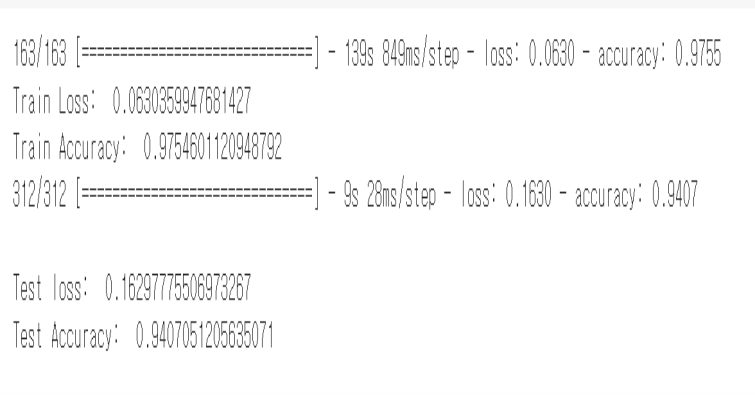 163/163 [==============================] - 139s 849ms/step - loss: 0.0630 - accuracy: 0.9755
Train Loss:  0.0630359947681427
Train Accuracy:  0.9754601120948792
312/312 [==============================] - 9s 28ms/step - loss: 0.1630 - accuracy: 0.9407
Test loss:  0.16297775506973267
Test Accuracy:  0.9407051205635071